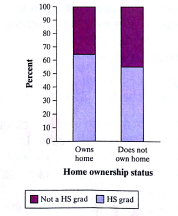 100
90
80
70
60
50
40
30
20
10
0
Percent
Owns home
Does not own home
Home ownership status
Not a HS grad
HS grad